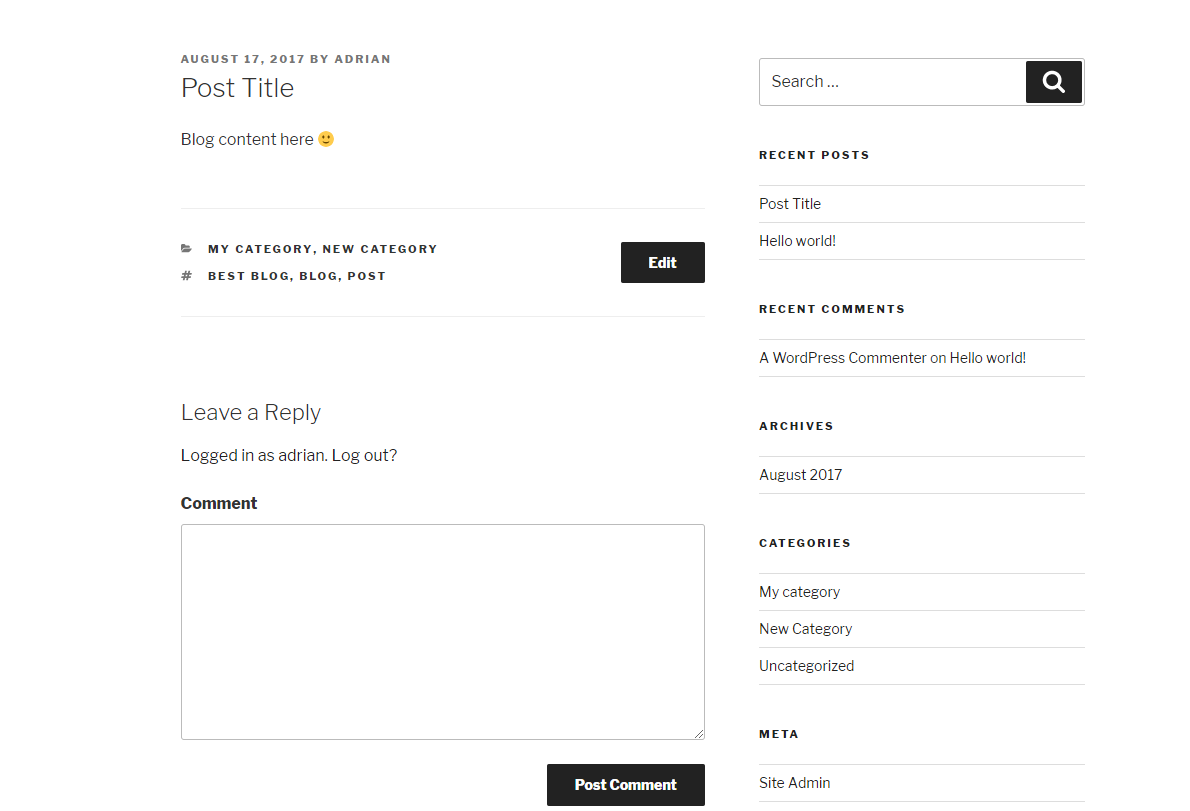 AUGUST 17, 2017 BY ADRIAN
Post Title
Blog content here 🙂
MY CATEGORY, NEW CATEGORY
# BEST BLOG, BLOG, POST
Edit
Leave a Reply
Logged in as adrian. Log out?
Comment
Post Comment
Search ...
RECENT POSTS
Post Title
Hello world!
RECENT COMMENTS
A WordPress Commenter on Hello world!
ARCHIVES
August 2017
CATEGORIES
My category
New Category
Uncategorized
META
Site Admin